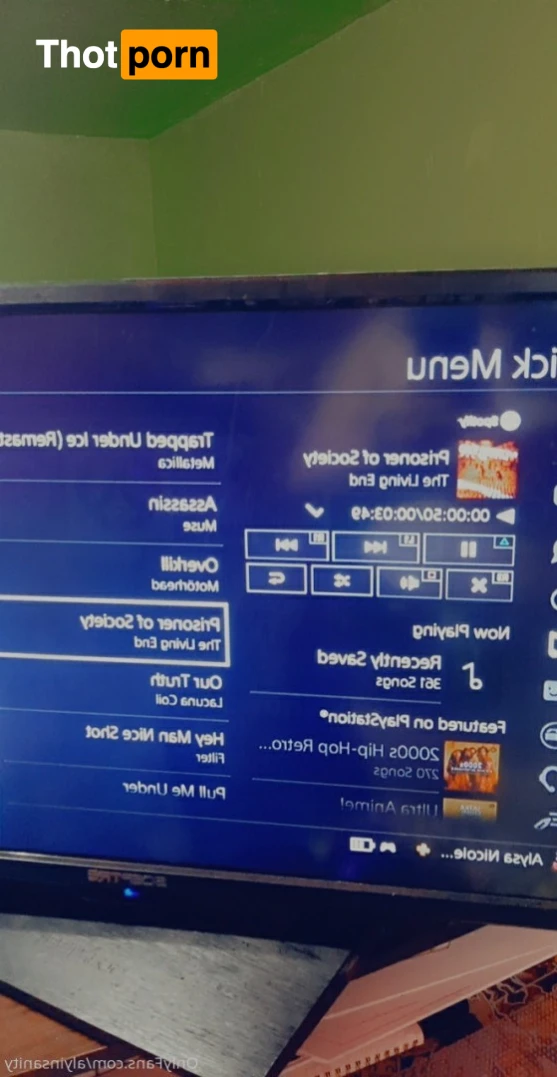 Thotporn
Quick Menu
Spotify
Prisoner of Society
The Living End
00:00:50/00:03:49
R1
L1
Now Playing
Recently Saved
361 Songs
Featured on PlayStation®
2000s Hip-Hop Retro...
270 Songs
Ultra Anime!
Trapped Under Ice (Remast
Metallica
Assassin
Muse
Overkill
Motörhead
Prisoner of Society
The Living End
Our Truth
Lacuna Coil
Hey Man Nice Shot
Filter
Pull Me Under
Alysa Nicole...
SCEPTRE
OnlyFans.com/alyinsanity